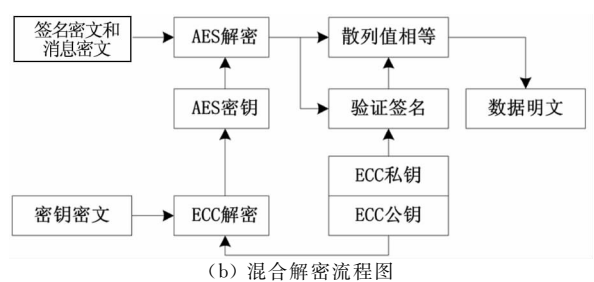 签名密文和
消息密文
AES解密
散列值相等
AES密钥
验证签名
数据明文
ECC私钥
密钥密文
ECC解密
ECC公钥
(b) 混合解密流程图